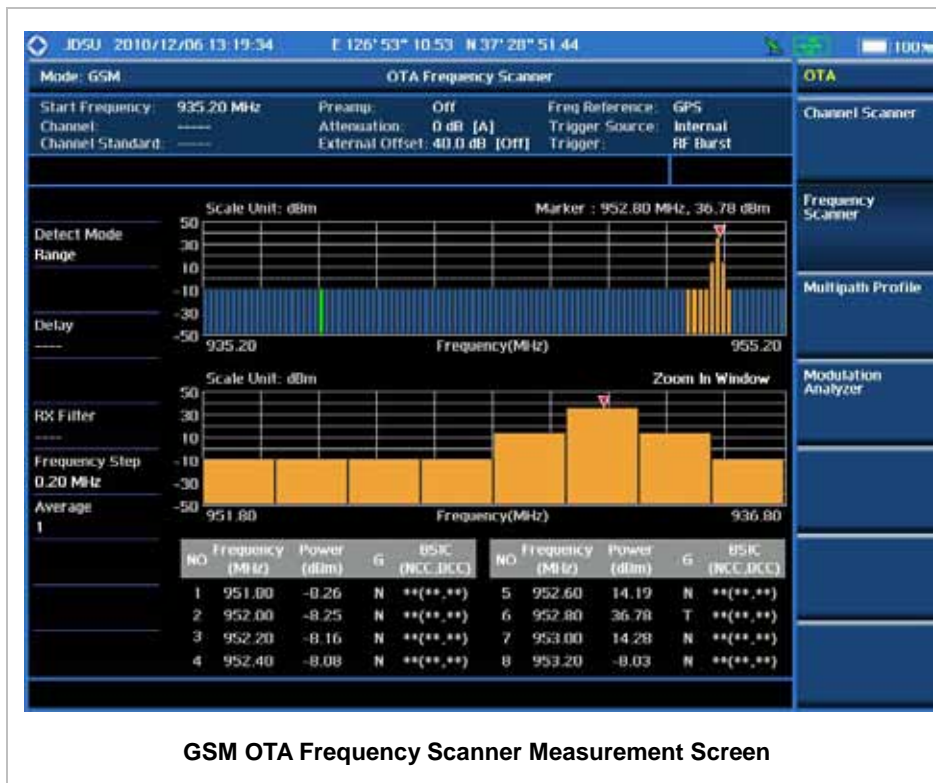 JDSU 2010/12/06 13:19:34 E 126° 53" 10.53 N 37° 28" 51.44 100%
Mode: GSM OTA Frequency Scanner OTA
Start Frequency: 935.20 MHz Preamp: Off Freq Reference: GPS
Channel: ----- Attenuation: 0 dB [A] Trigger Source: Internal
Channel Standard: ----- External Offset: 40.0 dB [Off] Trigger: RF Burst
Channel Scanner
Frequency Scanner
Multipath Profile
Modulation Analyzer
Detect Mode
Range
Delay
----
RX Filter
----
Frequency Step
0.20 MHz
Average
1
Scale Unit: dBm Marker : 952.80 MHz, 36.78 dBm
50
30
10
-10
-30
-50
935.20 Frequency(MHz) 955.20
Scale Unit: dBm Zoom In Window
50
30
10
-10
-30
-50
951.80 Frequency(MHz) 936.80
NO Frequency (MHz) Power (dBm) G BSIC (NCC,BCC) NO Frequency (MHz) Power (dBm) G BSIC (NCC,BCC)
1 951.80 -8.26 N **(**,**) 5 952.60 14.19 N **(**,**)
2 952.00 -8.25 N **(**,**) 6 952.80 36.78 T **(**,**)
3 952.20 -8.16 N **(**,**) 7 953.00 14.28 N **(**,**)
4 952.40 -8.08 N **(**,**) 8 953.20 -8.03 N **(**,**)
GSM OTA Frequency Scanner Measurement Screen